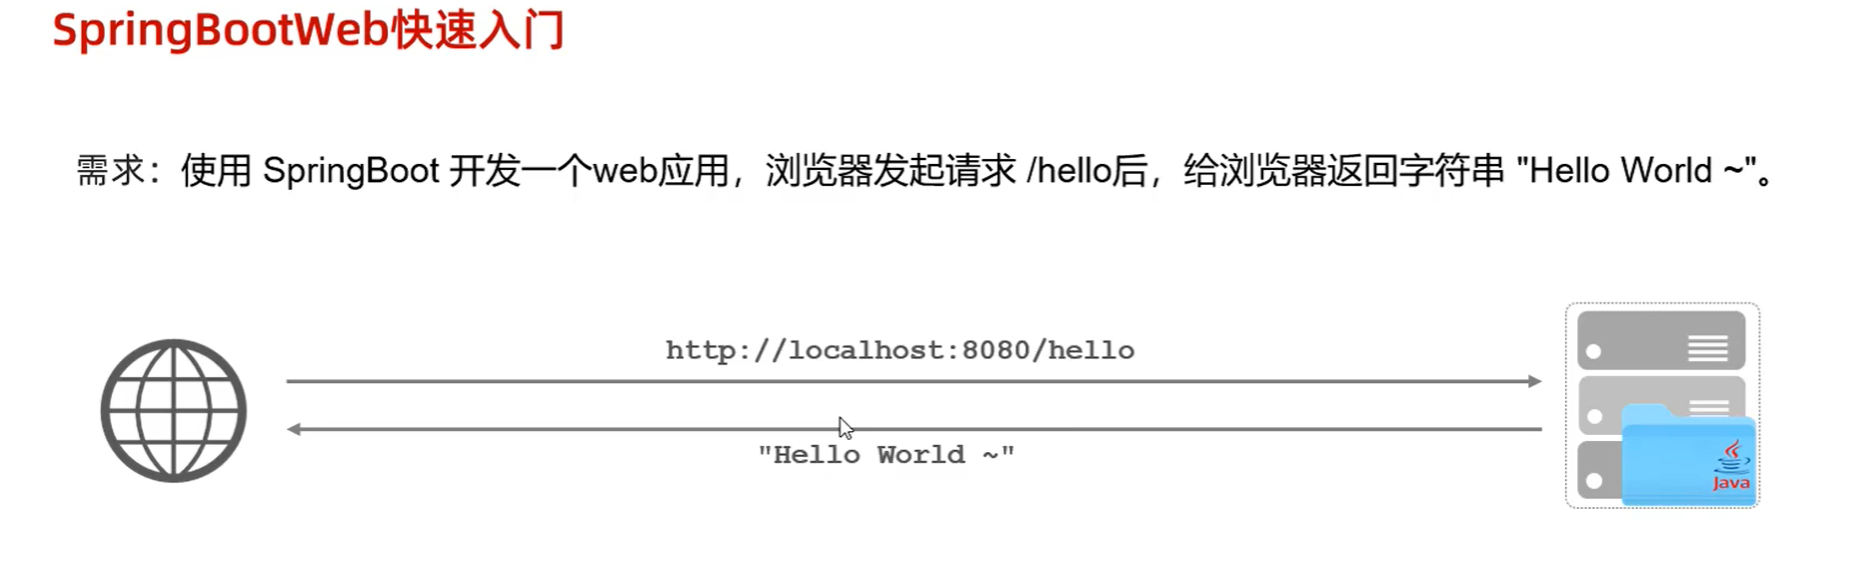 SpringBootWeb快速入门
需求：使用 SpringBoot 开发一个web应用，浏览器发起请求 /hello后，给浏览器返回字符串 "Hello World ~"。
http://localhost:8080/hello
"Hello World ~"
Java